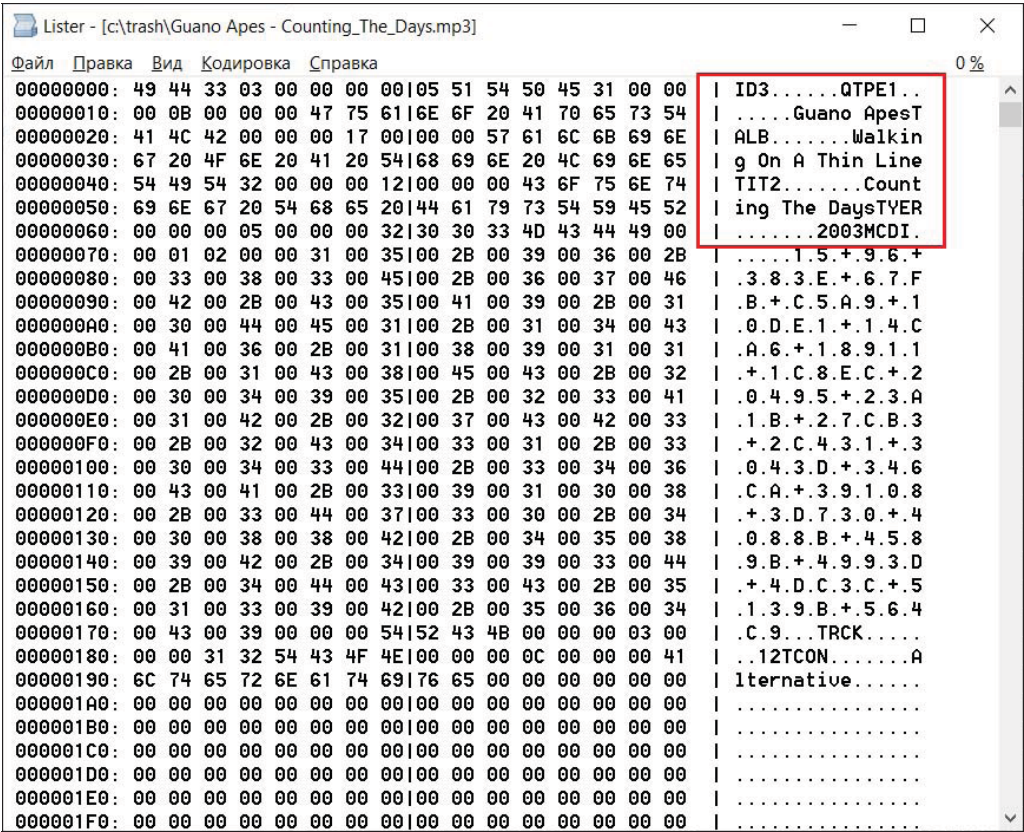 Lister - [c:\trash\Guano Apes - Counting_The_Days.mp3]
Файл Правка Вид Кодировка Справка 0 %
00000000: 49 44 33 03 00 00 00 00|05 51 54 50 45 31 00 00 | ID3......QTPE1..
00000010: 00 0B 00 00 00 47 75 61|6E 6F 20 41 70 65 73 54 | .....Guano ApesT
00000020: 41 4C 42 00 00 00 17 00|00 00 57 61 6C 6B 69 6E | ALB.......Walkin
00000030: 67 20 4F 6E 20 41 20 54|68 69 6E 20 4C 69 6E 65 | g On A Thin Line
00000040: 54 49 54 32 00 00 00 12|00 00 00 43 6F 75 6E 74 | TIT2.......Count
00000050: 69 6E 67 20 54 68 65 20|44 61 79 73 54 59 45 52 | ing The DaysTYER
00000060: 00 00 00 05 00 00 00 32|30 30 33 4D 43 44 49 00 | .......2003MCDI.
00000070: 00 01 02 00 00 31 00 35|00 2B 00 39 00 36 00 2B | .....1.5.+.9.6.+
00000080: 00 33 00 38 00 33 00 45|00 2B 00 36 00 37 00 46 | .3.8.3.E.+.6.7.F
00000090: 00 42 00 2B 00 43 00 35|00 41 00 39 00 2B 00 31 | .B.+.C.5.A.9.+.1
000000A0: 00 30 00 44 00 45 00 31|00 2B 00 31 00 34 00 43 | .0.D.E.1.+.1.4.C
000000B0: 00 41 00 36 00 2B 00 31|00 38 00 39 00 31 00 31 | .A.6.+.1.8.9.1.1
000000C0: 00 2B 00 31 00 43 00 38|00 45 00 43 00 2B 00 32 | .+.1.C.8.E.C.+.2
000000D0: 00 30 00 34 00 39 00 35|00 2B 00 32 00 33 00 41 | .0.4.9.5.+.2.3.A
000000E0: 00 31 00 42 00 2B 00 32|00 37 00 43 00 42 00 33 | .1.B.+.2.7.C.B.3
000000F0: 00 2B 00 32 00 43 00 34|00 33 00 31 00 2B 00 33 | .+.2.C.4.3.1.+.3
00000100: 00 30 00 34 00 33 00 44|00 2B 00 33 00 34 00 36 | .0.4.3.D.+.3.4.6
00000110: 00 43 00 41 00 2B 00 33|00 39 00 31 00 30 00 38 | .C.A.+.3.9.1.0.8
00000120: 00 2B 00 33 00 44 00 37|00 33 00 30 00 2B 00 34 | .+.3.D.7.3.0.+.4
00000130: 00 30 00 38 00 38 00 42|00 2B 00 34 00 35 00 38 | .0.8.8.B.+.4.5.8
00000140: 00 39 00 42 00 2B 00 34|00 39 00 39 00 33 00 44 | .9.B.+.4.9.9.3.D
00000150: 00 2B 00 34 00 44 00 43|00 33 00 43 00 2B 00 35 | .+.4.D.C.3.C.+.5
00000160: 00 31 00 33 00 39 00 42|00 2B 00 35 00 36 00 34 | .1.3.9.B.+.5.6.4
00000170: 00 43 00 39 00 00 00 54|52 43 4B 00 00 00 03 00 | .C.9...TRCK.....
00000180: 00 00 31 32 54 43 4F 4E|00 00 00 0C 00 00 00 41 | ..12TCON.......A
00000190: 6C 74 65 72 6E 61 74 69|76 65 00 00 00 00 00 00 | lternative......
000001A0: 00 00 00 00 00 00 00 00|00 00 00 00 00 00 00 00 | ................
000001B0: 00 00 00 00 00 00 00 00|00 00 00 00 00 00 00 00 | ................
000001C0: 00 00 00 00 00 00 00 00|00 00 00 00 00 00 00 00 | ................
000001D0: 00 00 00 00 00 00 00 00|00 00 00 00 00 00 00 00 | ................
000001E0: 00 00 00 00 00 00 00 00|00 00 00 00 00 00 00 00 | ................
000001F0: 00 00 00 00 00 00 00 00|00 00 00 00 00 00 00 00 | ................